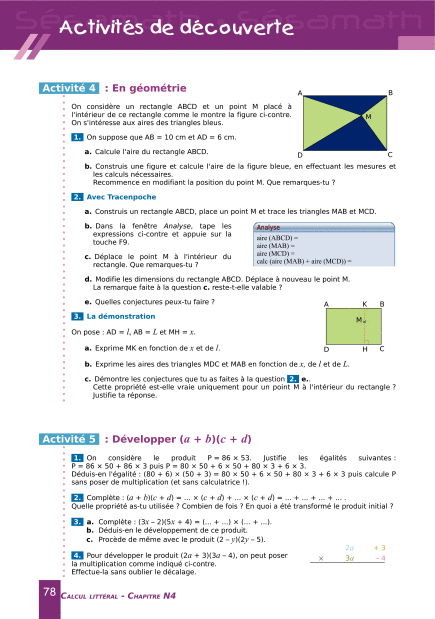 Sésamath Sésamath
Activités de découverte
Activité 4 : En géométrie
On considère un rectangle ABCD et un point M placé à
l'intérieur de ce rectangle comme le montre la figure ci-contre.
On s'intéresse aux aires des triangles bleus.
A B
M
D C
1. On suppose que AB = 10 cm et AD = 6 cm.
a. Calcule l'aire du rectangle ABCD.
b. Construis une figure et calcule l'aire de la figure bleue, en effectuant les mesures et
les calculs nécessaires.
Recommence en modifiant la position du point M. Que remarques-tu ?
2. Avec Tracenpoche
a. Construis un rectangle ABCD, place un point M et trace les triangles MAB et MCD.
b. Dans la fenêtre Analyse, tape les
expressions ci-contre et appuie sur la
touche F9.
c. Déplace le point M à l'intérieur du
rectangle. Que remarques-tu ?
Analyse
aire (ABCD) =
aire (MAB) =
aire (MCD) =
calc (aire (MAB) + aire (MCD)) =
d. Modifie les dimensions du rectangle ABCD. Déplace à nouveau le point M.
La remarque faite à la question c. reste-t-elle valable ?
e. Quelles conjectures peux-tu faire ?
3. La démonstration
On pose : AD = l, AB = L et MH = x.
a. Exprime MK en fonction de x et de l.
A K B
M
D H C
b. Exprime les aires des triangles MDC et MAB en fonction de x, de l et de L.
c. Démontre les conjectures que tu as faites à la question 2. e..
Cette propriété est-elle vraie uniquement pour un point M à l'intérieur du rectangle ?
Justifie ta réponse.
Activité 5 : Développer (a + b)(c + d)
1. On considère le produit P = 86 × 53. Justifie les égalités suivantes :
P = 86 × 50 + 86 × 3 puis P = 80 × 50 + 6 × 50 + 80 × 3 + 6 × 3.
Déduis-en l'égalité : (80 + 6) × (50 + 3) = 80 × 50 + 6 × 50 + 80 × 3 + 6 × 3 puis calcule P
sans poser de multiplication (et sans calculatrice !).
2. Complète : (a + b)(c + d) = ... × (c + d) + ... × (c + d) = ... + ... + ... + ... .
Quelle propriété as-tu utilisée ? Combien de fois ? En quoi a été transformé le produit initial ?
3. a. Complète : (3x – 2)(5x + 4) = (... + ...) × (... + ...).
b. Déduis-en le développement de ce produit.
c. Procède de même avec le produit (2 – y)(2y – 5).
4. Pour développer le produit (2a + 3)(3a – 4), on peut poser
la multiplication comme indiqué ci-contre.
Effectue-la sans oublier le décalage.
2a + 3
× 3a – 4
78 CALCUL LITTÉRAL - CHAPITRE N4